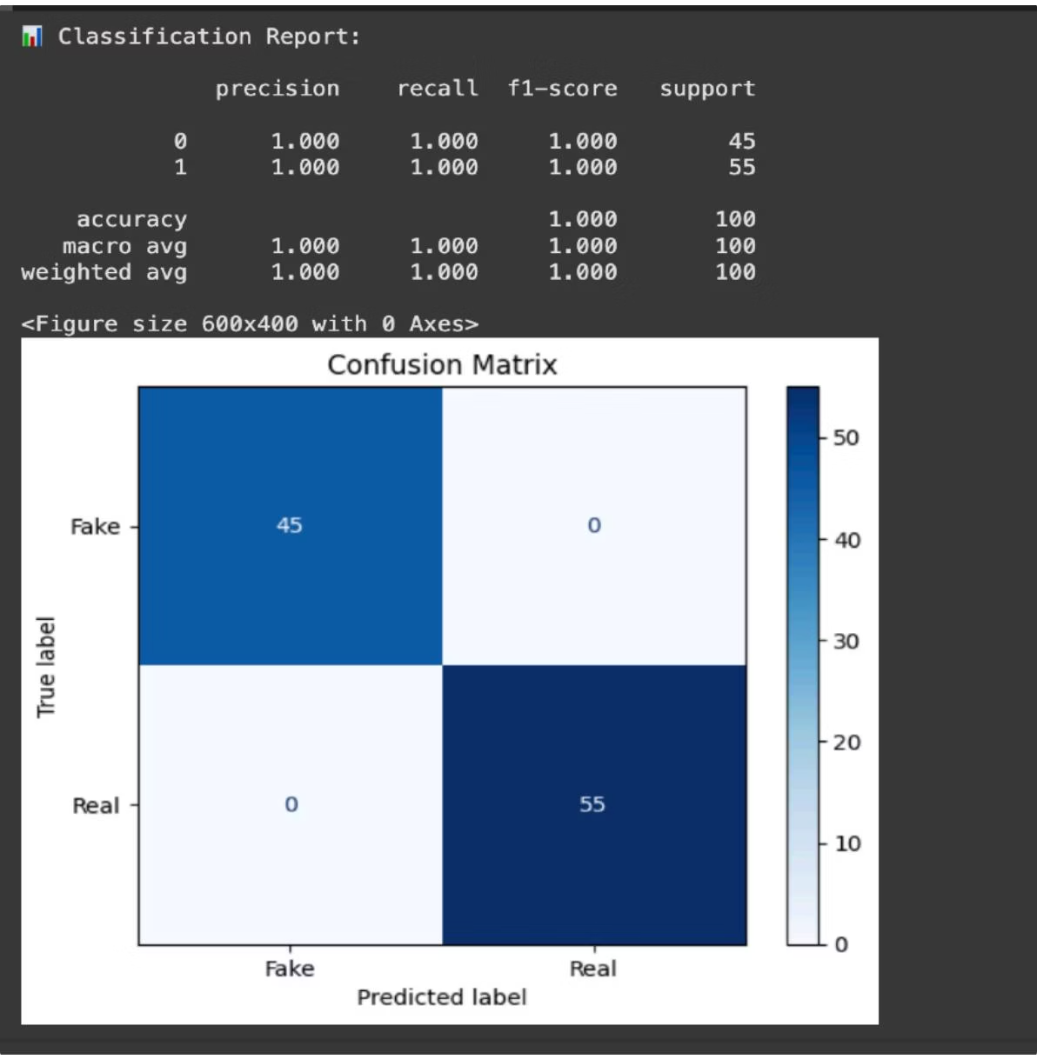 📊 Classification Report:
precision recall f1-score support
0 1.000 1.000 1.000 45
1 1.000 1.000 1.000 55
accuracy 1.000 100
macro avg 1.000 1.000 1.000 100
weighted avg 1.000 1.000 1.000 100
<Figure size 600x400 with 0 Axes>
Confusion Matrix
50
Fake 45 0
40
30
True label
20
Real 0 55
10
0
Fake Real
Predicted label